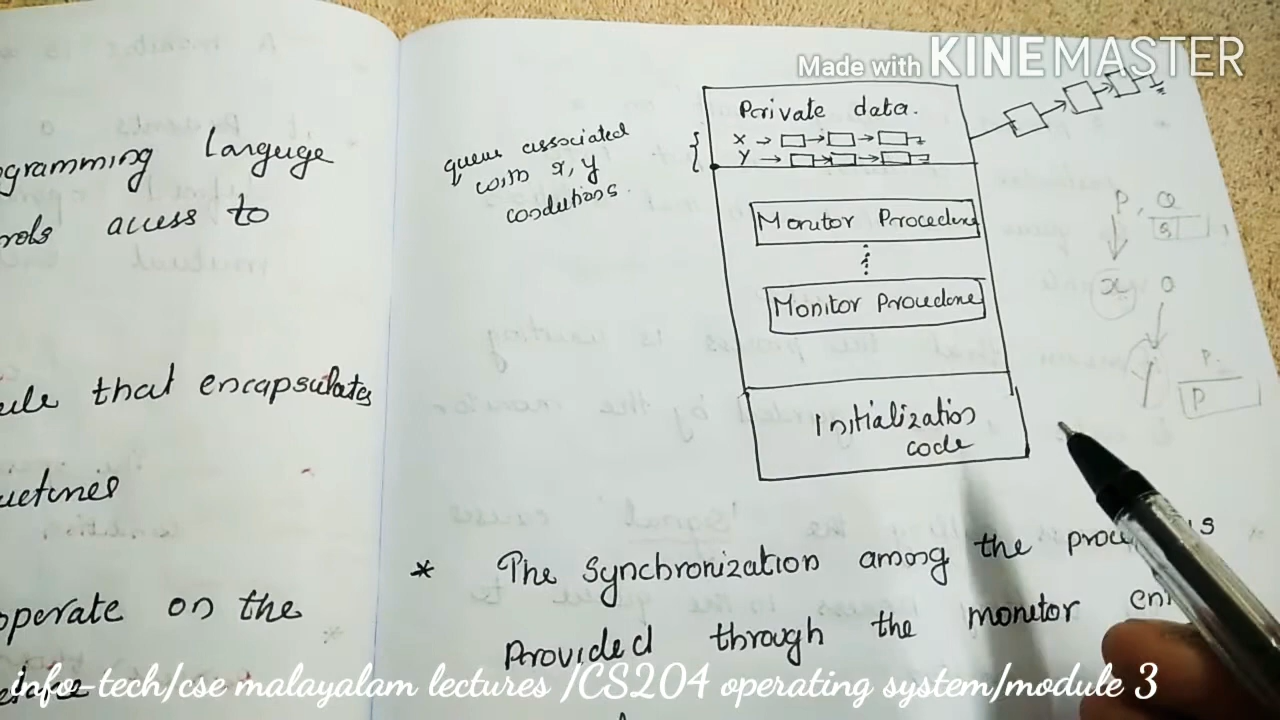 Made with KINEMASTER
ogramming language
rols access to
ule that encapsulates
operate on the
queue associated
with x, y
conditions.
Private data.
X
Y
Monitor Procedure
Monitor Procedure
Initialization
code
P, Q
x Q
y
P
* The Synchronization among the
Provided through the monitor
info-tech/cse malayalam lectures /CS204 operating system/module 3